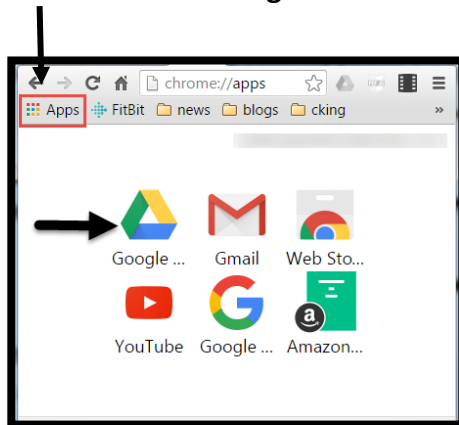 chrome://apps
Apps FitBit news blogs cking »
Google ... Gmail Web Sto...
a
YouTube Google ... Amazon...